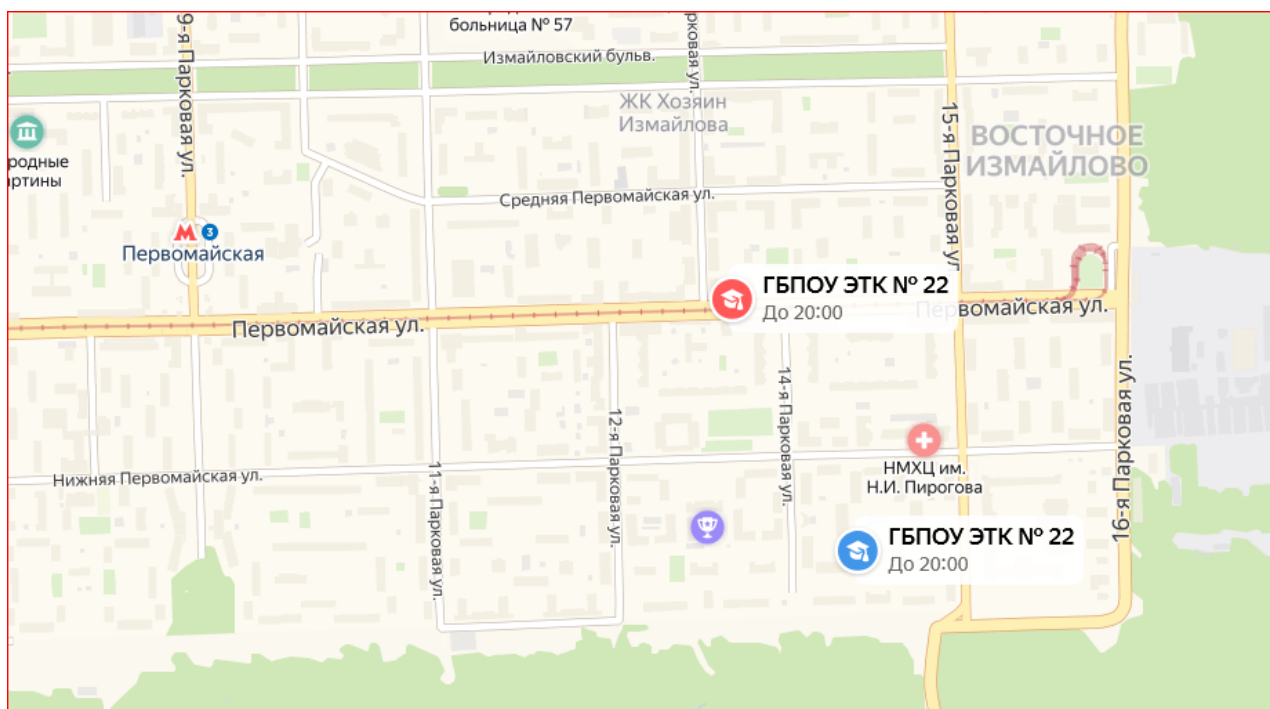 больница № 57
Измайловский бульв.
9-я Парковая ул.
рковая ул.
ЖК Хозяин
Измайлова
15-я Парковая ул.
ВОСТОЧНОЕ
ИЗМАЙЛОВО
родные
артины
Средняя Первомайская ул.
3
Первомайская
ГБПОУ ЭТК № 22
До 20:00
Первомайская ул.
Первомайская ул.
14-я Парковая ул.
16-я Парковая ул.
12-я Парковая ул.
11-я Парковая ул.
Нижняя Первомайская ул.
НМХЦ им.
Н.И. Пирогова
ГБПОУ ЭТК № 22
До 20:00